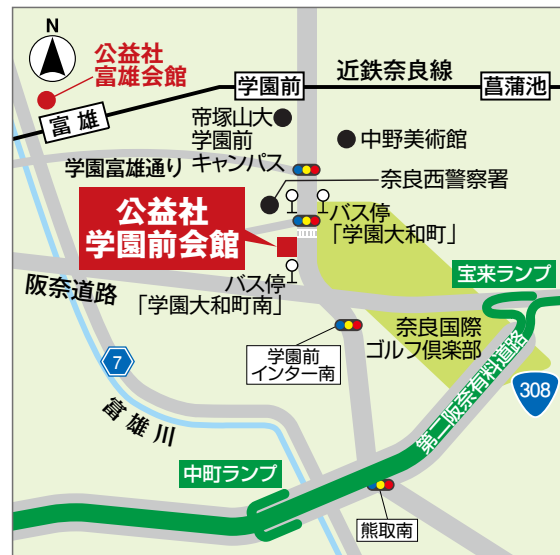 N
公益社
富雄会館
学園前
近鉄奈良線
菖蒲池
富雄
帝塚山大
学園前
キャンパス
中野美術館
学園富雄通り
奈良西警察署
公益社
学園前会館
バス停
「学園大和町」
宝来ランプ
阪奈道路
バス停
「学園大和町南」
学園前
インター南
奈良国際
ゴルフ倶楽部
7
308
富雄川
第二阪奈有料道路
中町ランプ
熊取南